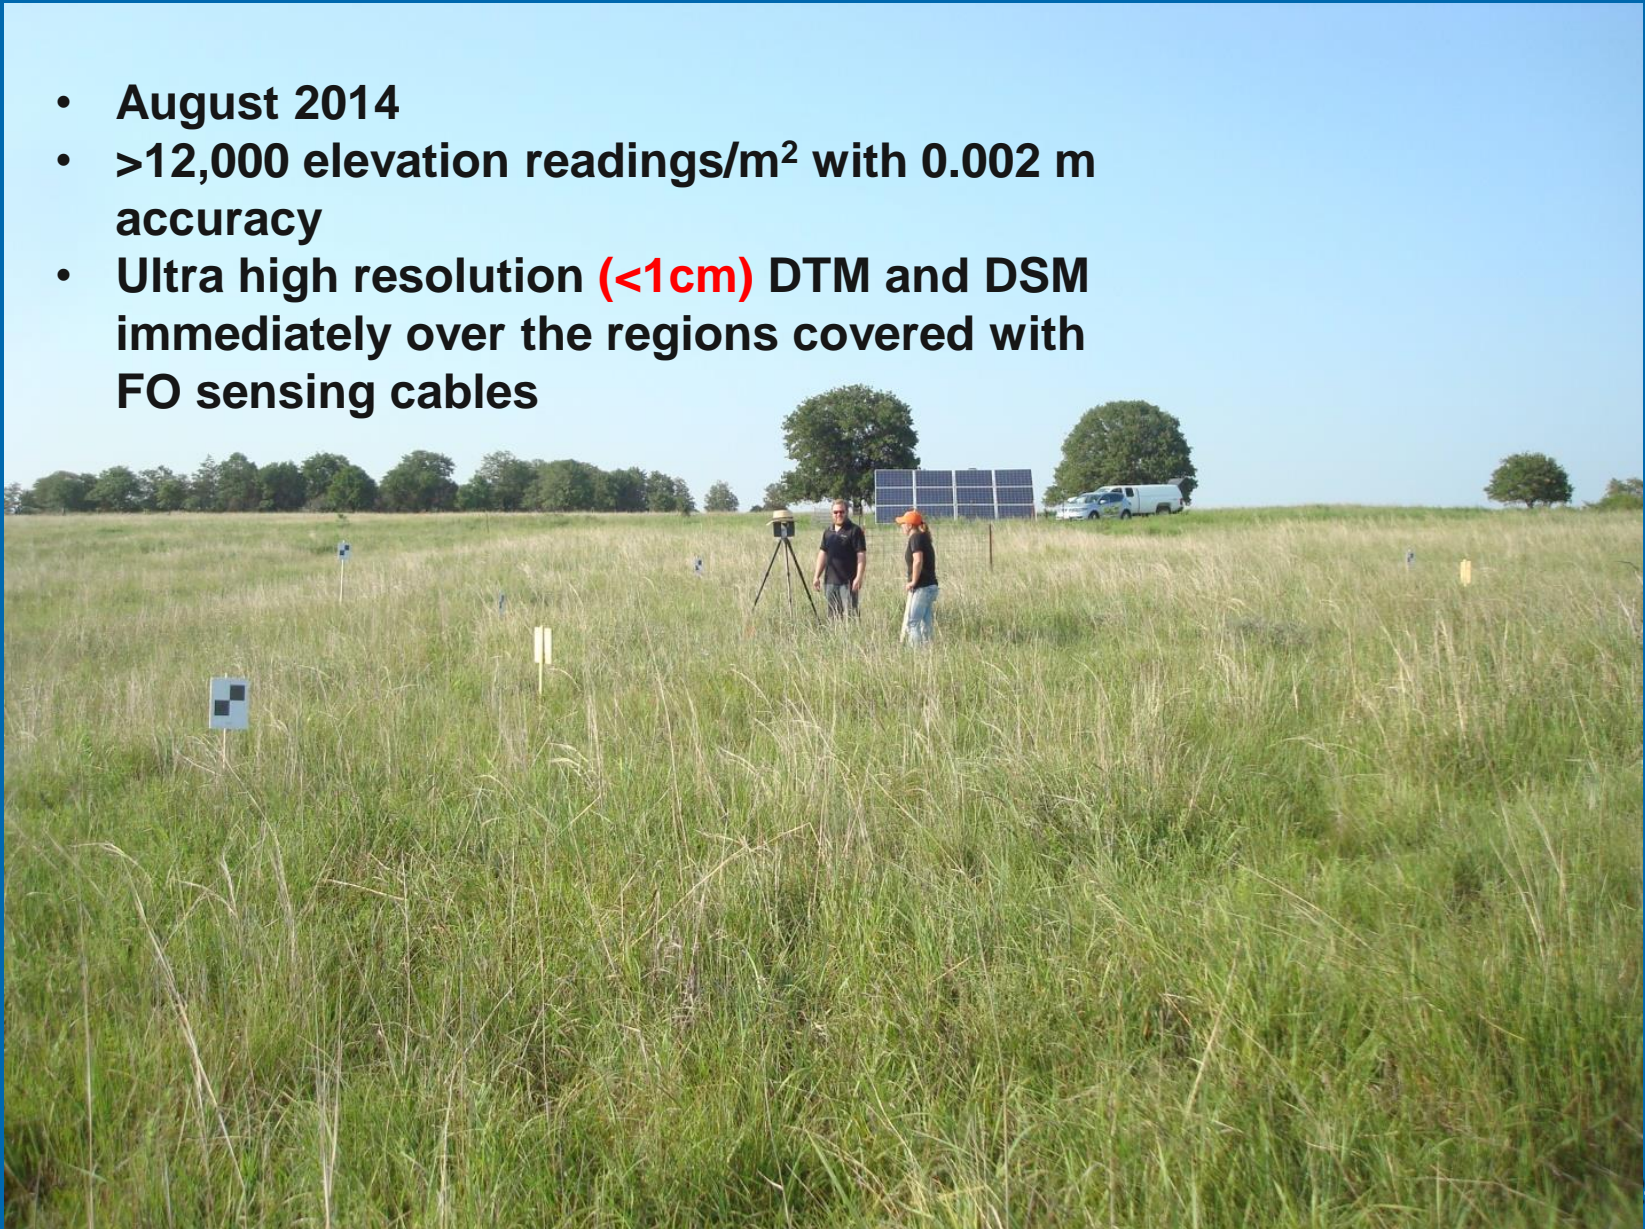 • August 2014
• >12,000 elevation readings/m² with 0.002 m
accuracy
• Ultra high resolution (<1cm) DTM and DSM
immediately over the regions covered with
FO sensing cables